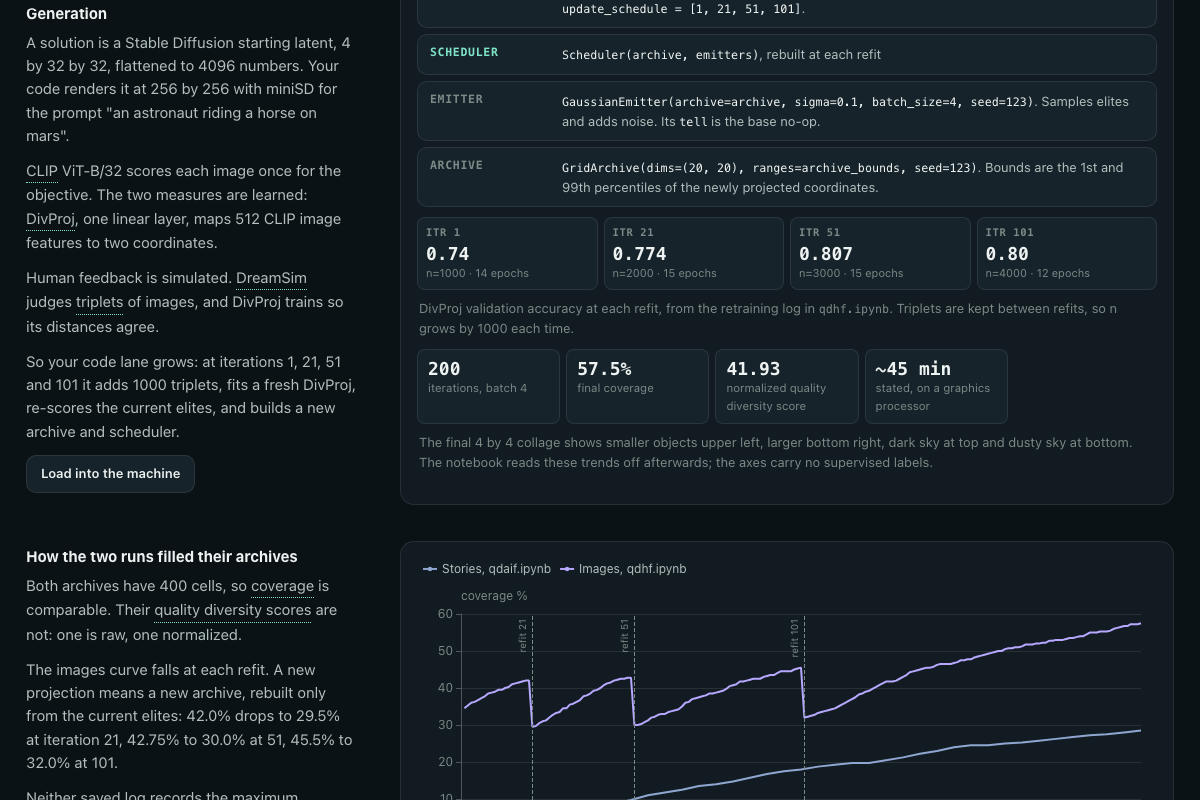 Generation
A solution is a Stable Diffusion starting latent, 4
by 32 by 32, flattened to 4096 numbers. Your
code renders it at 256 by 256 with miniSD for
the prompt "an astronaut riding a horse on
mars".
CLIP ViT-B/32 scores each image once for the
objective. The two measures are learned:
DivProj, one linear layer, maps 512 CLIP image
features to two coordinates.
Human feedback is simulated. DreamSim
judges triplets of images, and DivProj trains so
its distances agree.
So your code lane grows: at iterations 1, 21, 51
and 101 it adds 1000 triplets, fits a fresh DivProj,
re-scores the current elites, and builds a new
archive and scheduler.
Load into the machine
update_schedule = [1, 21, 51, 101].
SCHEDULER
Scheduler(archive, emitters), rebuilt at each refit
EMITTER
GaussianEmitter(archive=archive, sigma=0.1, batch_size=4, seed=123). Samples elites
and adds noise. Its tell is the base no-op.
ARCHIVE
GridArchive(dims=(20, 20), ranges=archive_bounds, seed=123). Bounds are the 1st and
99th percentiles of the newly projected coordinates.
ITR 1
0.74
n=1000 · 14 epochs
ITR 21
0.774
n=2000 · 15 epochs
ITR 51
0.807
n=3000 · 15 epochs
ITR 101
0.80
n=4000 · 12 epochs
DivProj validation accuracy at each refit, from the retraining log in qdhf.ipynb. Triplets are kept between refits, so n
grows by 1000 each time.
200
iterations, batch 4
57.5%
final coverage
41.93
normalized quality
diversity score
~45 min
stated, on a graphics
processor
The final 4 by 4 collage shows smaller objects upper left, larger bottom right, dark sky at top and dusty sky at bottom.
The notebook reads these trends off afterwards; the axes carry no supervised labels.
How the two runs filled their archives
Both archives have 400 cells, so coverage is
comparable. Their quality diversity scores are
not: one is raw, one normalized.
The images curve falls at each refit. A new
projection means a new archive, rebuilt only
from the current elites: 42.0% drops to 29.5%
at iteration 21, 42.75% to 30.0% at 51, 45.5% to
32.0% at 101.
Neither saved log records the maximum
Stories, qdaif.ipynb
Images, qdhf.ipynb
coverage %
60
50
40
30
20
10
refit 21
refit 51
refit 101